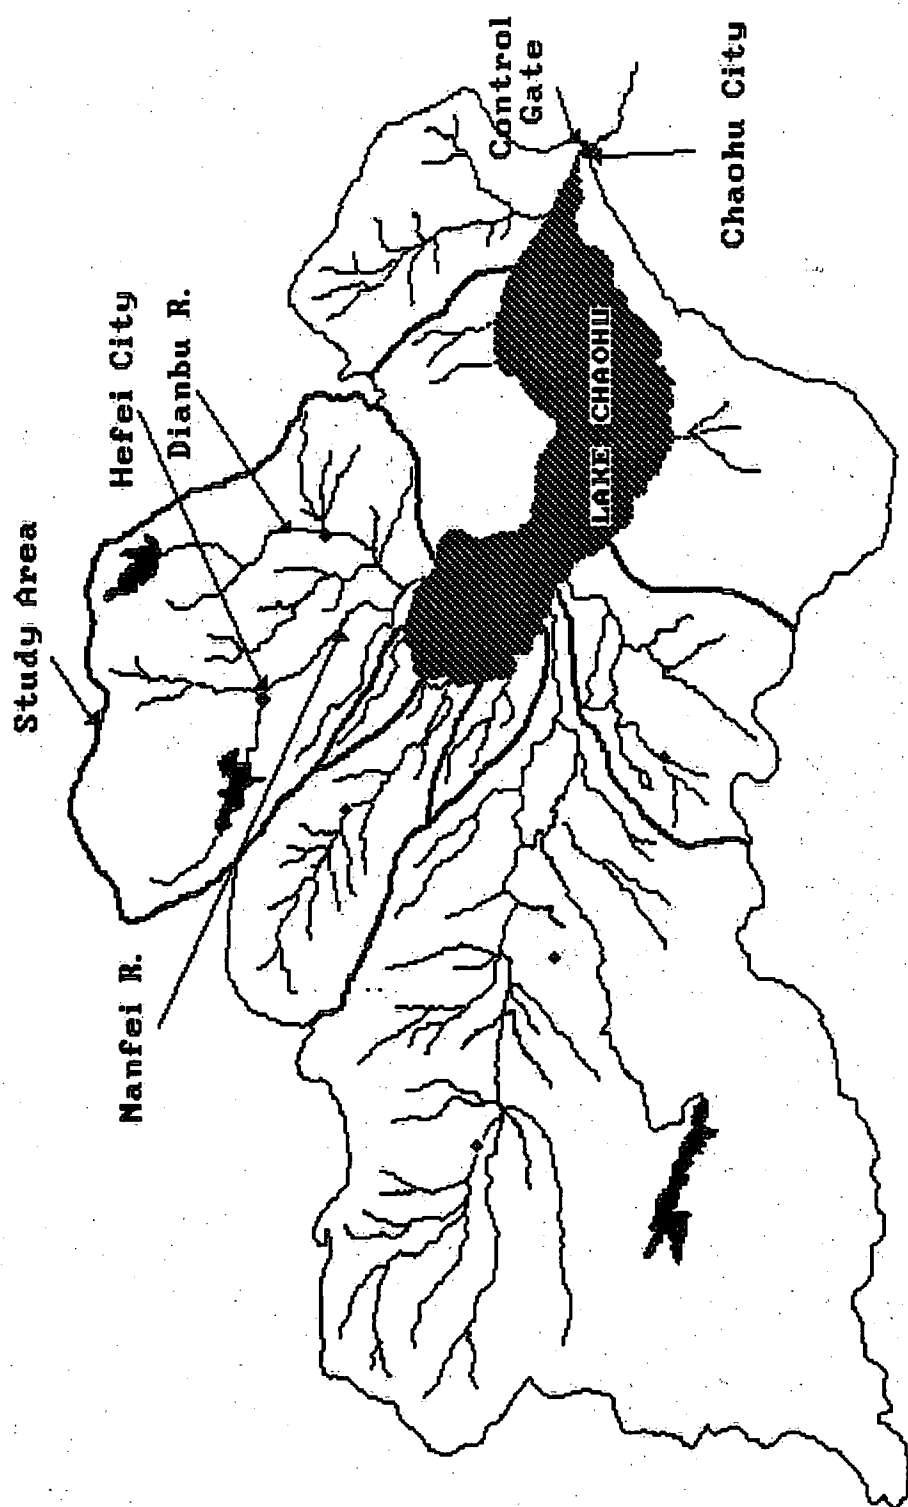 Study Area
Hefei City
Dianbu R.
Nanfei R.
Control
Gate
LAKE CHAOHU
Chaohu City